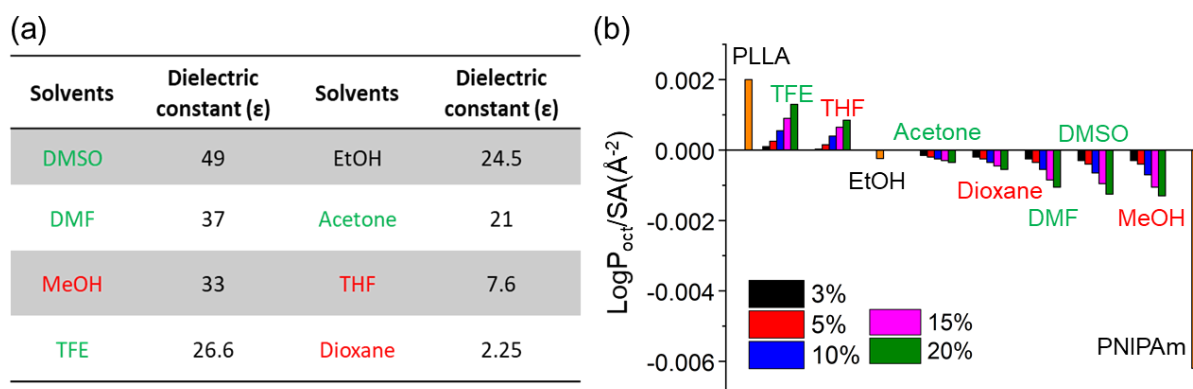 (a)
Solvents Dielectric constant (ε) Solvents Dielectric constant (ε)
DMSO 49 EtOH 24.5
DMF 37 Acetone 21
MeOH 33 THF 7.6
TFE 26.6 Dioxane 2.25
(b)
LogPoct/SA(Å-2)
0.002
0.000
-0.002
-0.004
-0.006
PLLA
TFE
THF
EtOH
Acetone
Dioxane
DMF
DMSO
MeOH
PNIPAm
3%
5%
10%
15%
20%